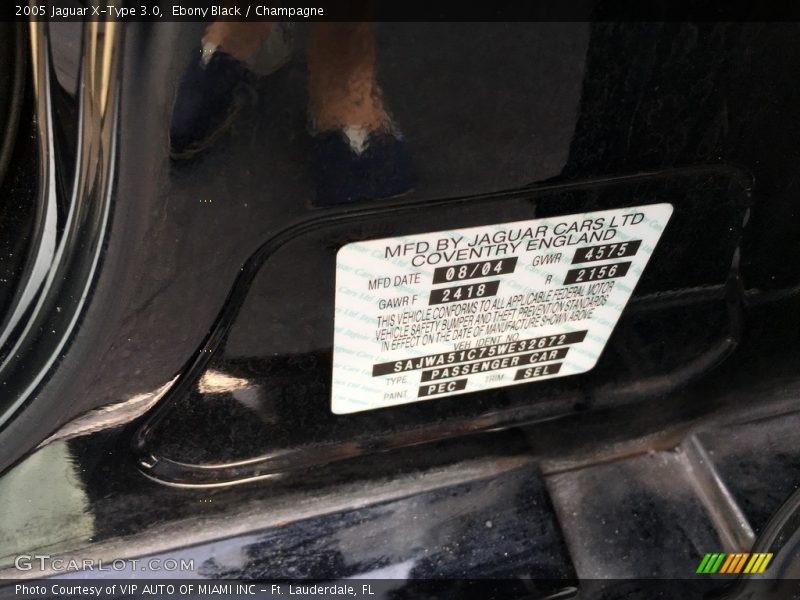 2005 Jaguar X-Type 3.0, Ebony Black / Champagne
MFD BY JAGUAR CARS LTD
COVENTRY ENGLAND
MFD DATE 08/04 GVWR 4575
GAWR F 2418 R 2156
THIS VEHICLE CONFORMS TO ALL APPLICABLE FEDERAL MOTOR
VEHICLE SAFETY BUMPER AND THEFT PREVENTION STANDARDS
IN EFFECT ON THE DATE OF MANUFACTURE SHOWN ABOVE
VEH. IDENT NO.
SAJWA51C75WE32672
TYPE PASSENGER CAR
PAINT PEC TRIM SEL
GTCARLOT.COM
Photo Courtesy of VIP AUTO OF MIAMI INC - Ft. Lauderdale, FL